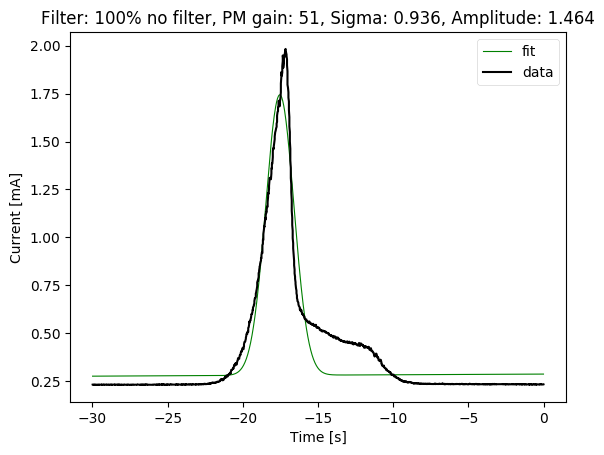 Filter: 100% no filter, PM gain: 51, Sigma: 0.936, Amplitude: 1.464
fit
data
2.00
1.75
1.50
1.25
1.00
0.75
0.50
0.25
Current [mA]
−30 −25 −20 −15 −10 −5 0
Time [s]